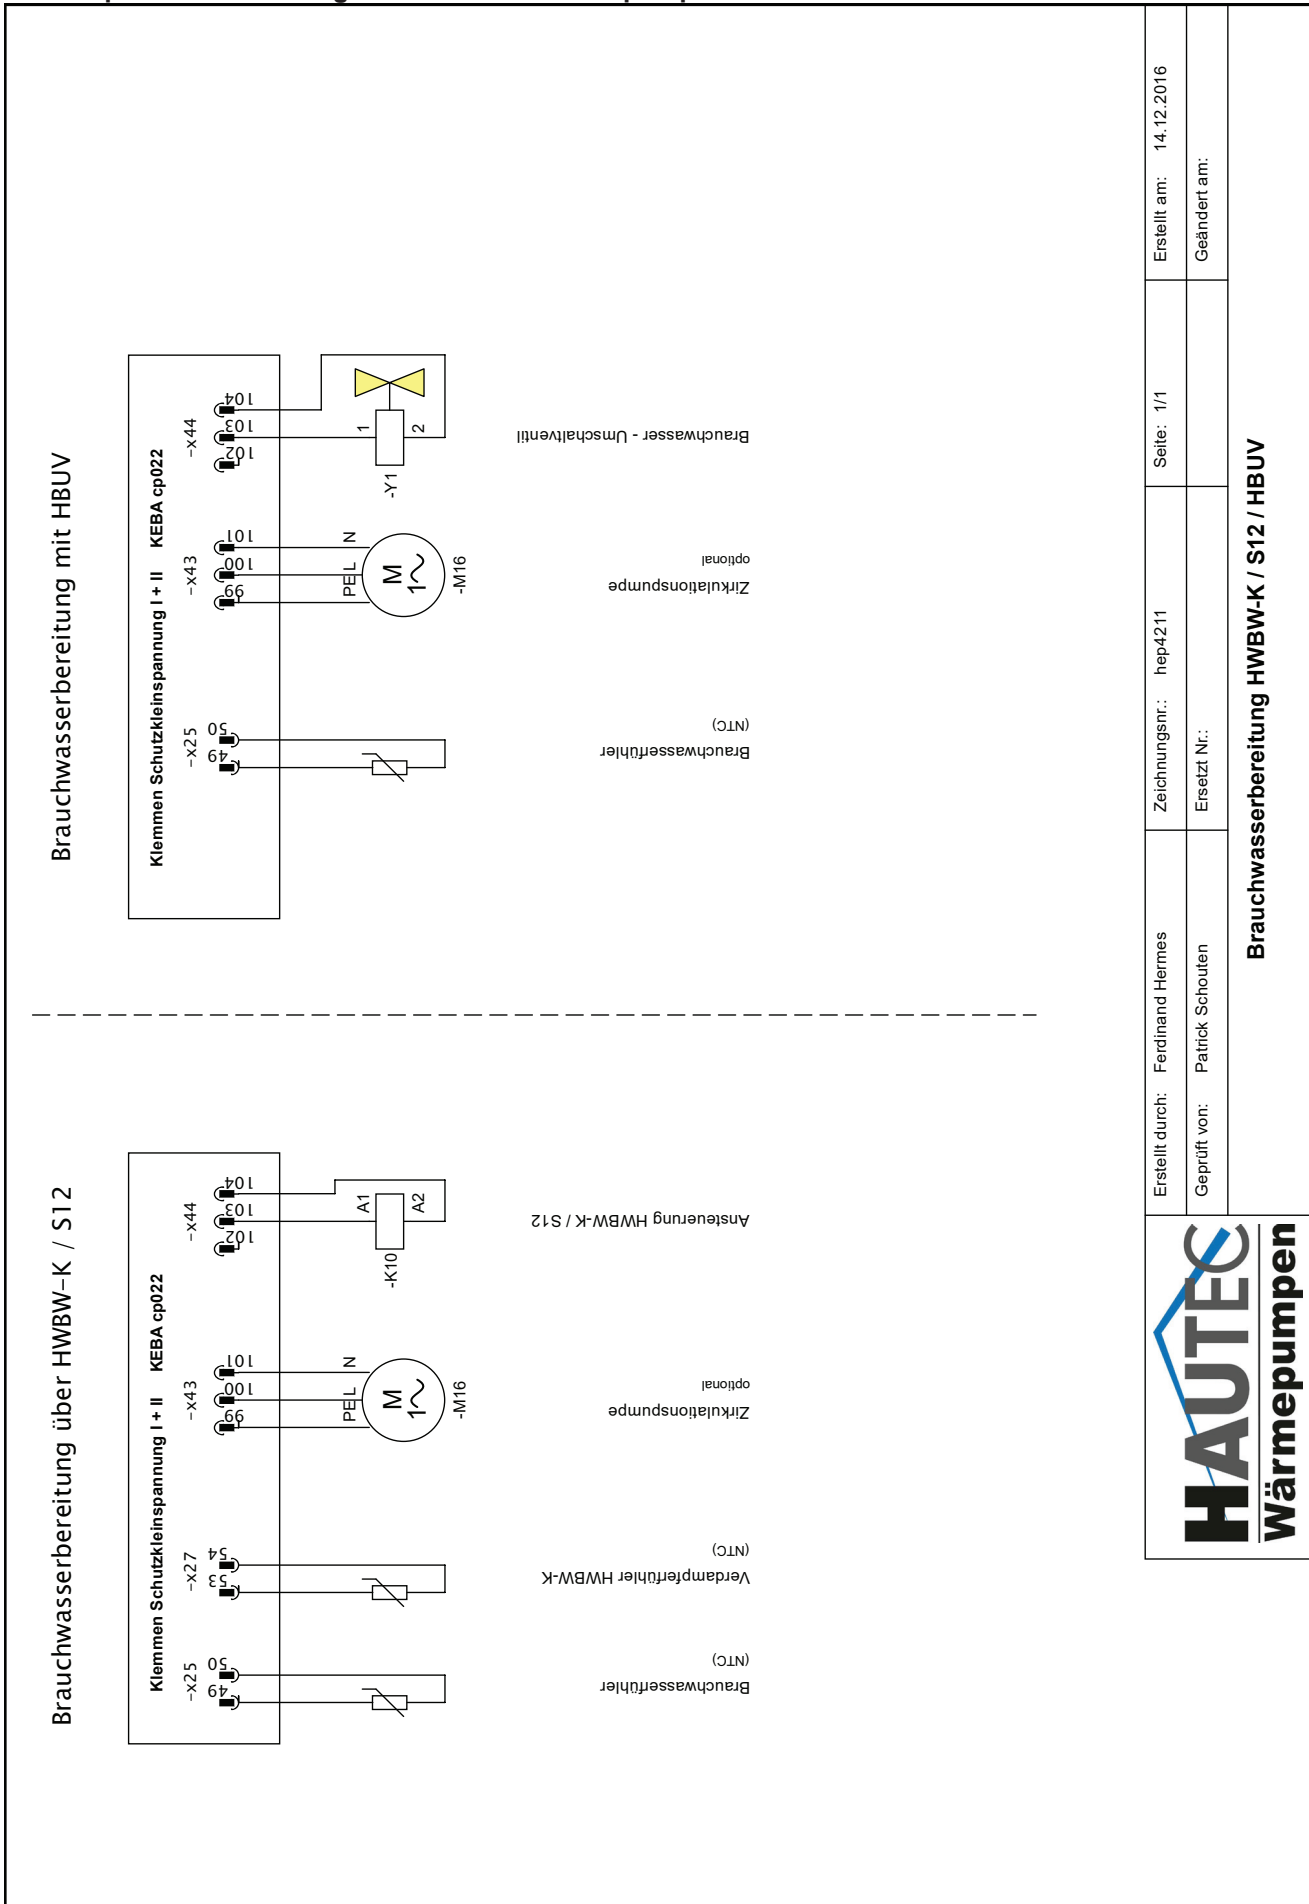 Brauchwasserbereitung über HWBW-K / S12
Klemmen Schutzkleinspannung I + II KEBA cp022
-x25
49 50
-x27
53 54
-x43
99 100 101
-x44
102 103 104
PE L N
M
1~
-M16
-K10
A1
A2
Brauchwasserfühler
(NTC)
Verdampferfühler HWBW-K
(NTC)
Zirkulationspumpe
optional
Ansteuerung HWBW-K / S12
Brauchwasserbereitung mit HBUV
Klemmen Schutzkleinspannung I + II KEBA cp022
-x25
49 50
-x43
99 100 101
-x44
102 103 104
PE L N
M
1~
-M16
-Y1
1
2
Brauchwasserfühler
(NTC)
Zirkulationspumpe
optional
Brauchwasser - Umschaltventil
HAUTEC
Wärmepumpen
Erstellt durch: Ferdinand Hermes Zeichnungsnr.: hep4211 Seite: 1/1 Erstellt am: 14.12.2016
Geprüft von: Patrick Schouten Ersetzt Nr.: Geändert am:
Brauchwasserbereitung HWBW-K / S12 / HBUV